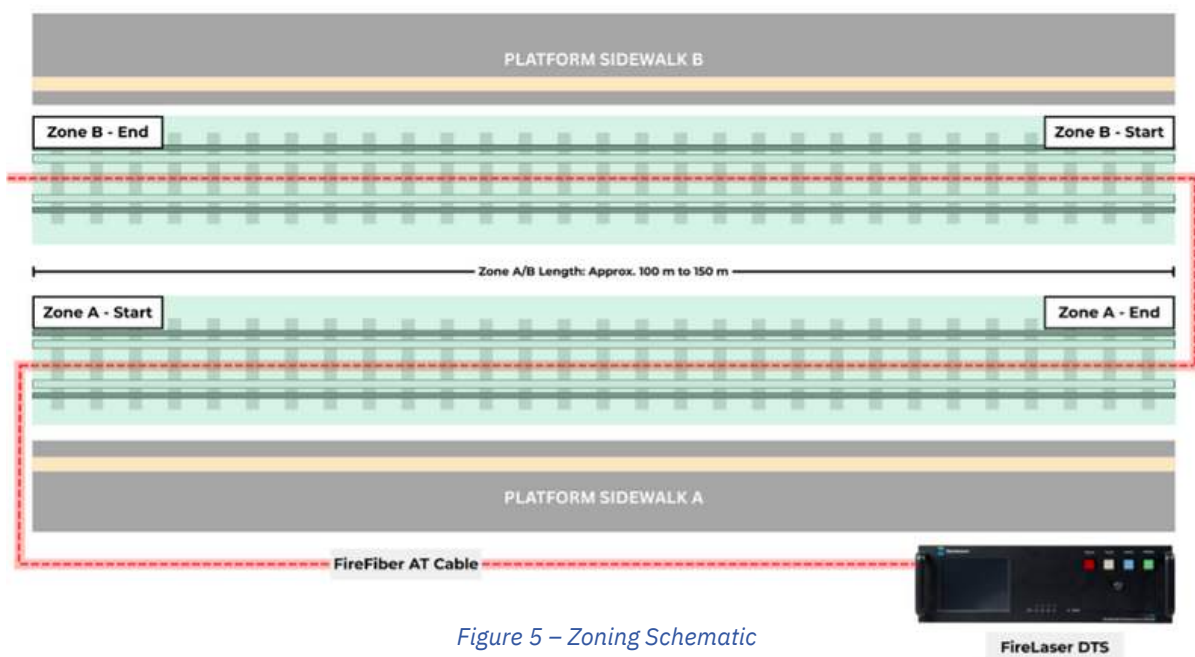 PLATFORM SIDEWALK B
Zone B - End
Zone B - Start
Zone A/B Length: Approx. 100 m to 150 m
Zone A - Start
Zone A - End
PLATFORM SIDEWALK A
FireFiber AT Cable
Figure 5 – Zoning Schematic
FireLaser DTS